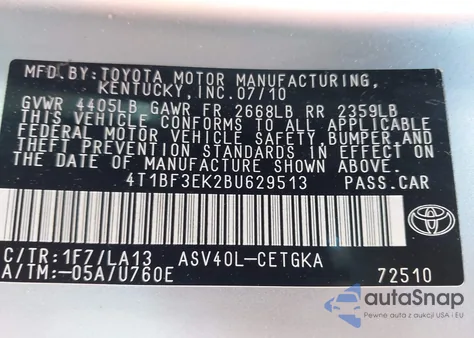 MFD. BY: TOYOTA MOTOR MANUFACTURING,
KENTUCKY, INC. 07/10
GVWR 4405LB GAWR FR 2668LB RR 2359LB
THIS VEHICLE CONFORMS TO ALL APPLICABLE
FEDERAL MOTOR VEHICLE SAFETY, BUMPER, AND
THEFT PREVENTION STANDARDS IN EFFECT ON
THE DATE OF MANUFACTURE SHOWN ABOVE.
4T1BF3EK2BU629513 PASS.CAR
C/TR:1F7/LA13 ASV40L-CETGKA
A/TM:-05A/U760E 72510
TOYOTA
autoSnap
Pewne auta z USA i EU